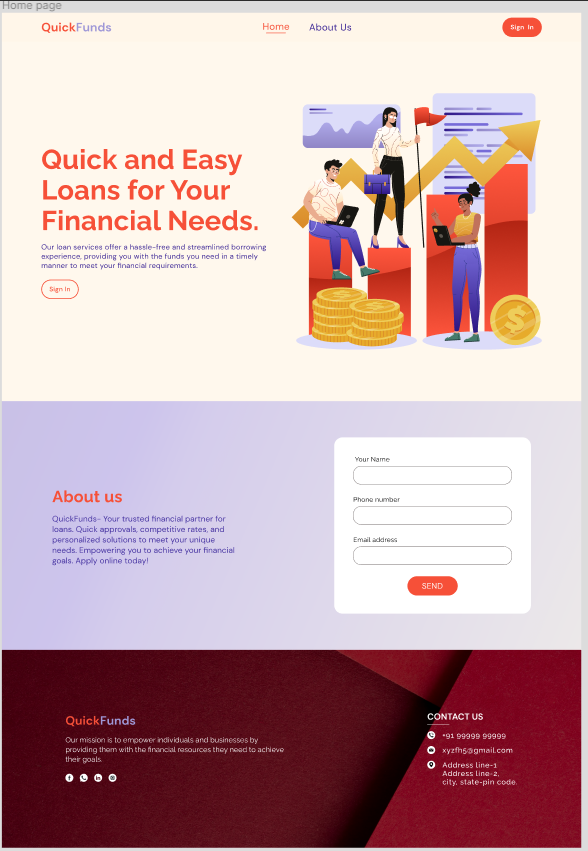 Home page
QuickFunds
Home
About Us
Sign In
Quick and Easy
Loans for Your
Financial Needs.
Our loan services offer a hassle-free and streamlined borrowing
experience, providing you with the funds you need in a timely
manner to meet your financial requirements.
Sign In
About us
QuickFunds- Your trusted financial partner for
loans. Quick approvals, competitive rates, and
personalized solutions to meet your unique
needs. Empowering you to achieve your financial
goals. Apply online today!
Your Name
Phone number
Email address
SEND
QuickFunds
Our mission is to empower individuals and businesses by
providing them with the financial resources they need to achieve
their goals.
CONTACT US
+91 99999 99999
xyzfh5@gmail.com
Address line-1
Address line-2,
city, state-pin code.